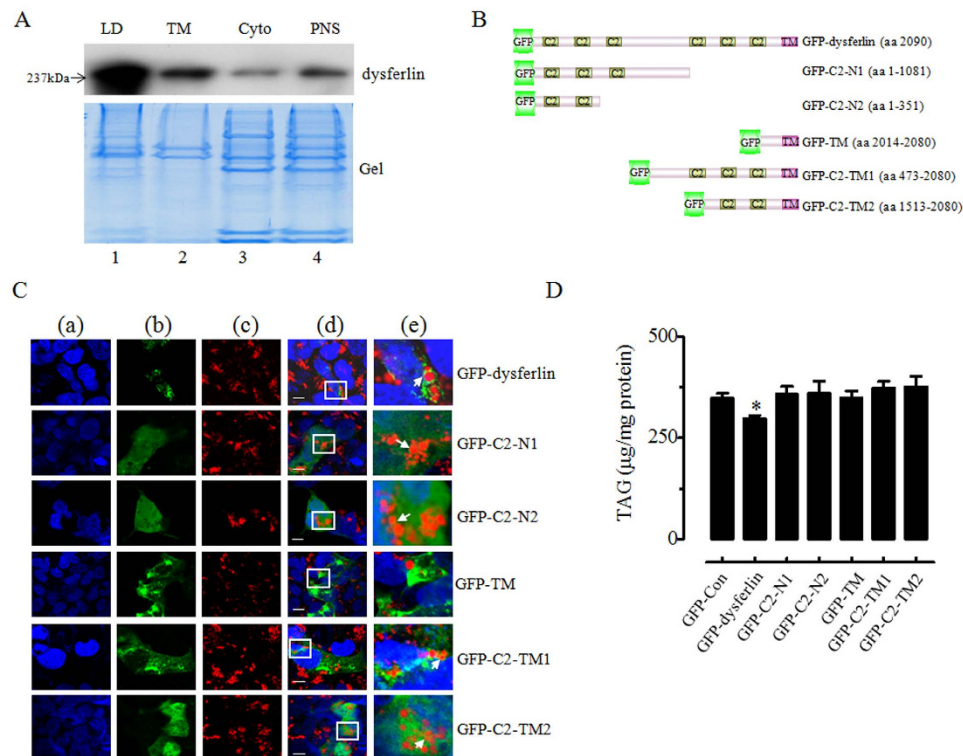 A
LD TM Cyto PNS
237kDa
dysferlin
Gel
1 2 3 4
B
GFP C2 C2 C2 C2 C2 C2 TM GFP-dysferlin (aa 2090)
GFP C2 C2 C2 GFP-C2-N1 (aa 1-1081)
GFP C2 C2 GFP-C2-N2 (aa 1-351)
GFP TM GFP-TM (aa 2014-2080)
GFP C2 C2 C2 TM GFP-C2-TM1 (aa 473-2080)
GFP C2 C2 TM GFP-C2-TM2 (aa 1513-2080)
C
(a) (b) (c) (d) (e)
GFP-dysferlin
GFP-C2-N1
GFP-C2-N2
GFP-TM
GFP-C2-TM1
GFP-C2-TM2
D
TAG (μg/mg protein)
500
250
0
*
GFP-Con
GFP-dysferlin
GFP-C2-N1
GFP-C2-N2
GFP-TM
GFP-C2-TM1
GFP-C2-TM2